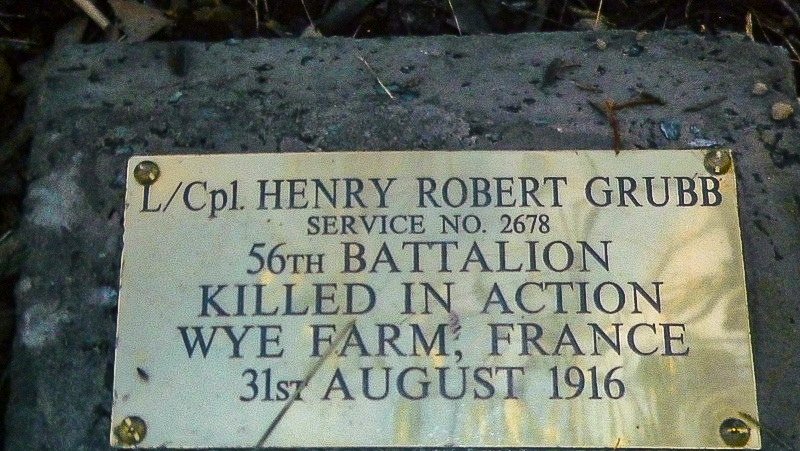 L/Cpl. HENRY ROBERT GRUBB
SERVICE NO. 2678
56TH BATTALION
KILLED IN ACTION
WYE FARM, FRANCE
31ST AUGUST 1916